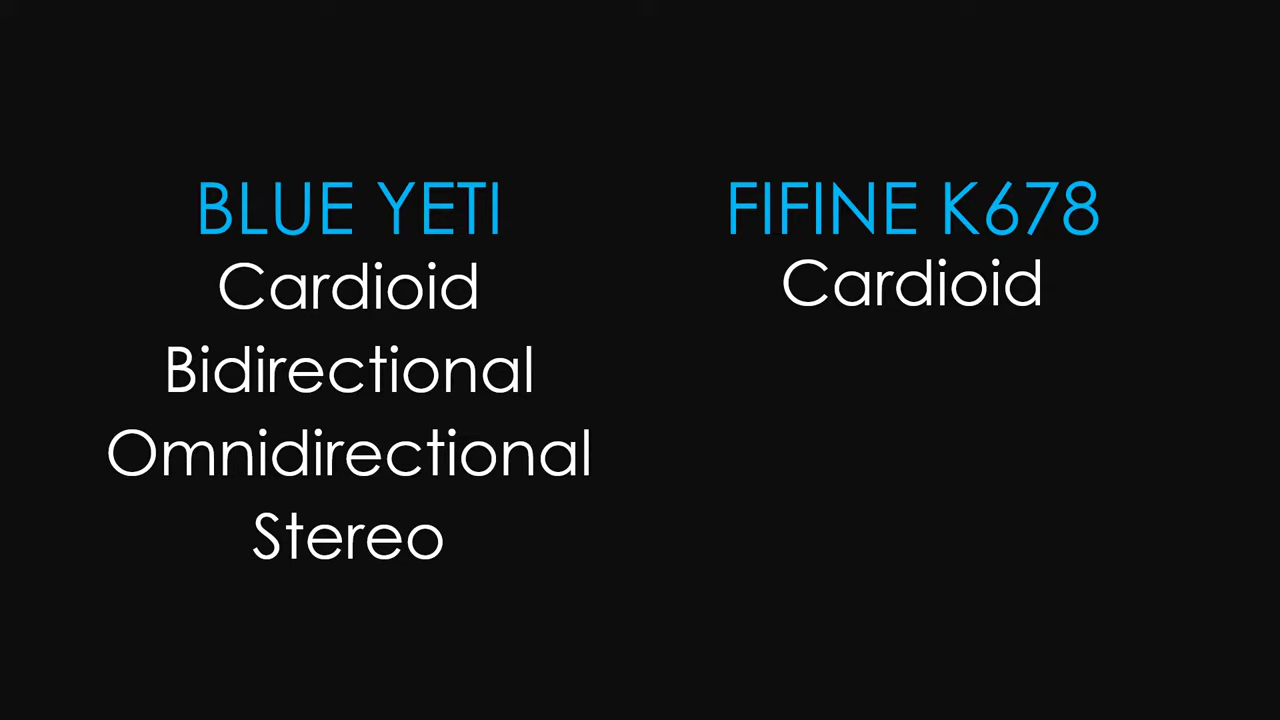 BLUE YETI
Cardioid
Bidirectional
Omnidirectional
Stereo
FIFINE K678
Cardioid